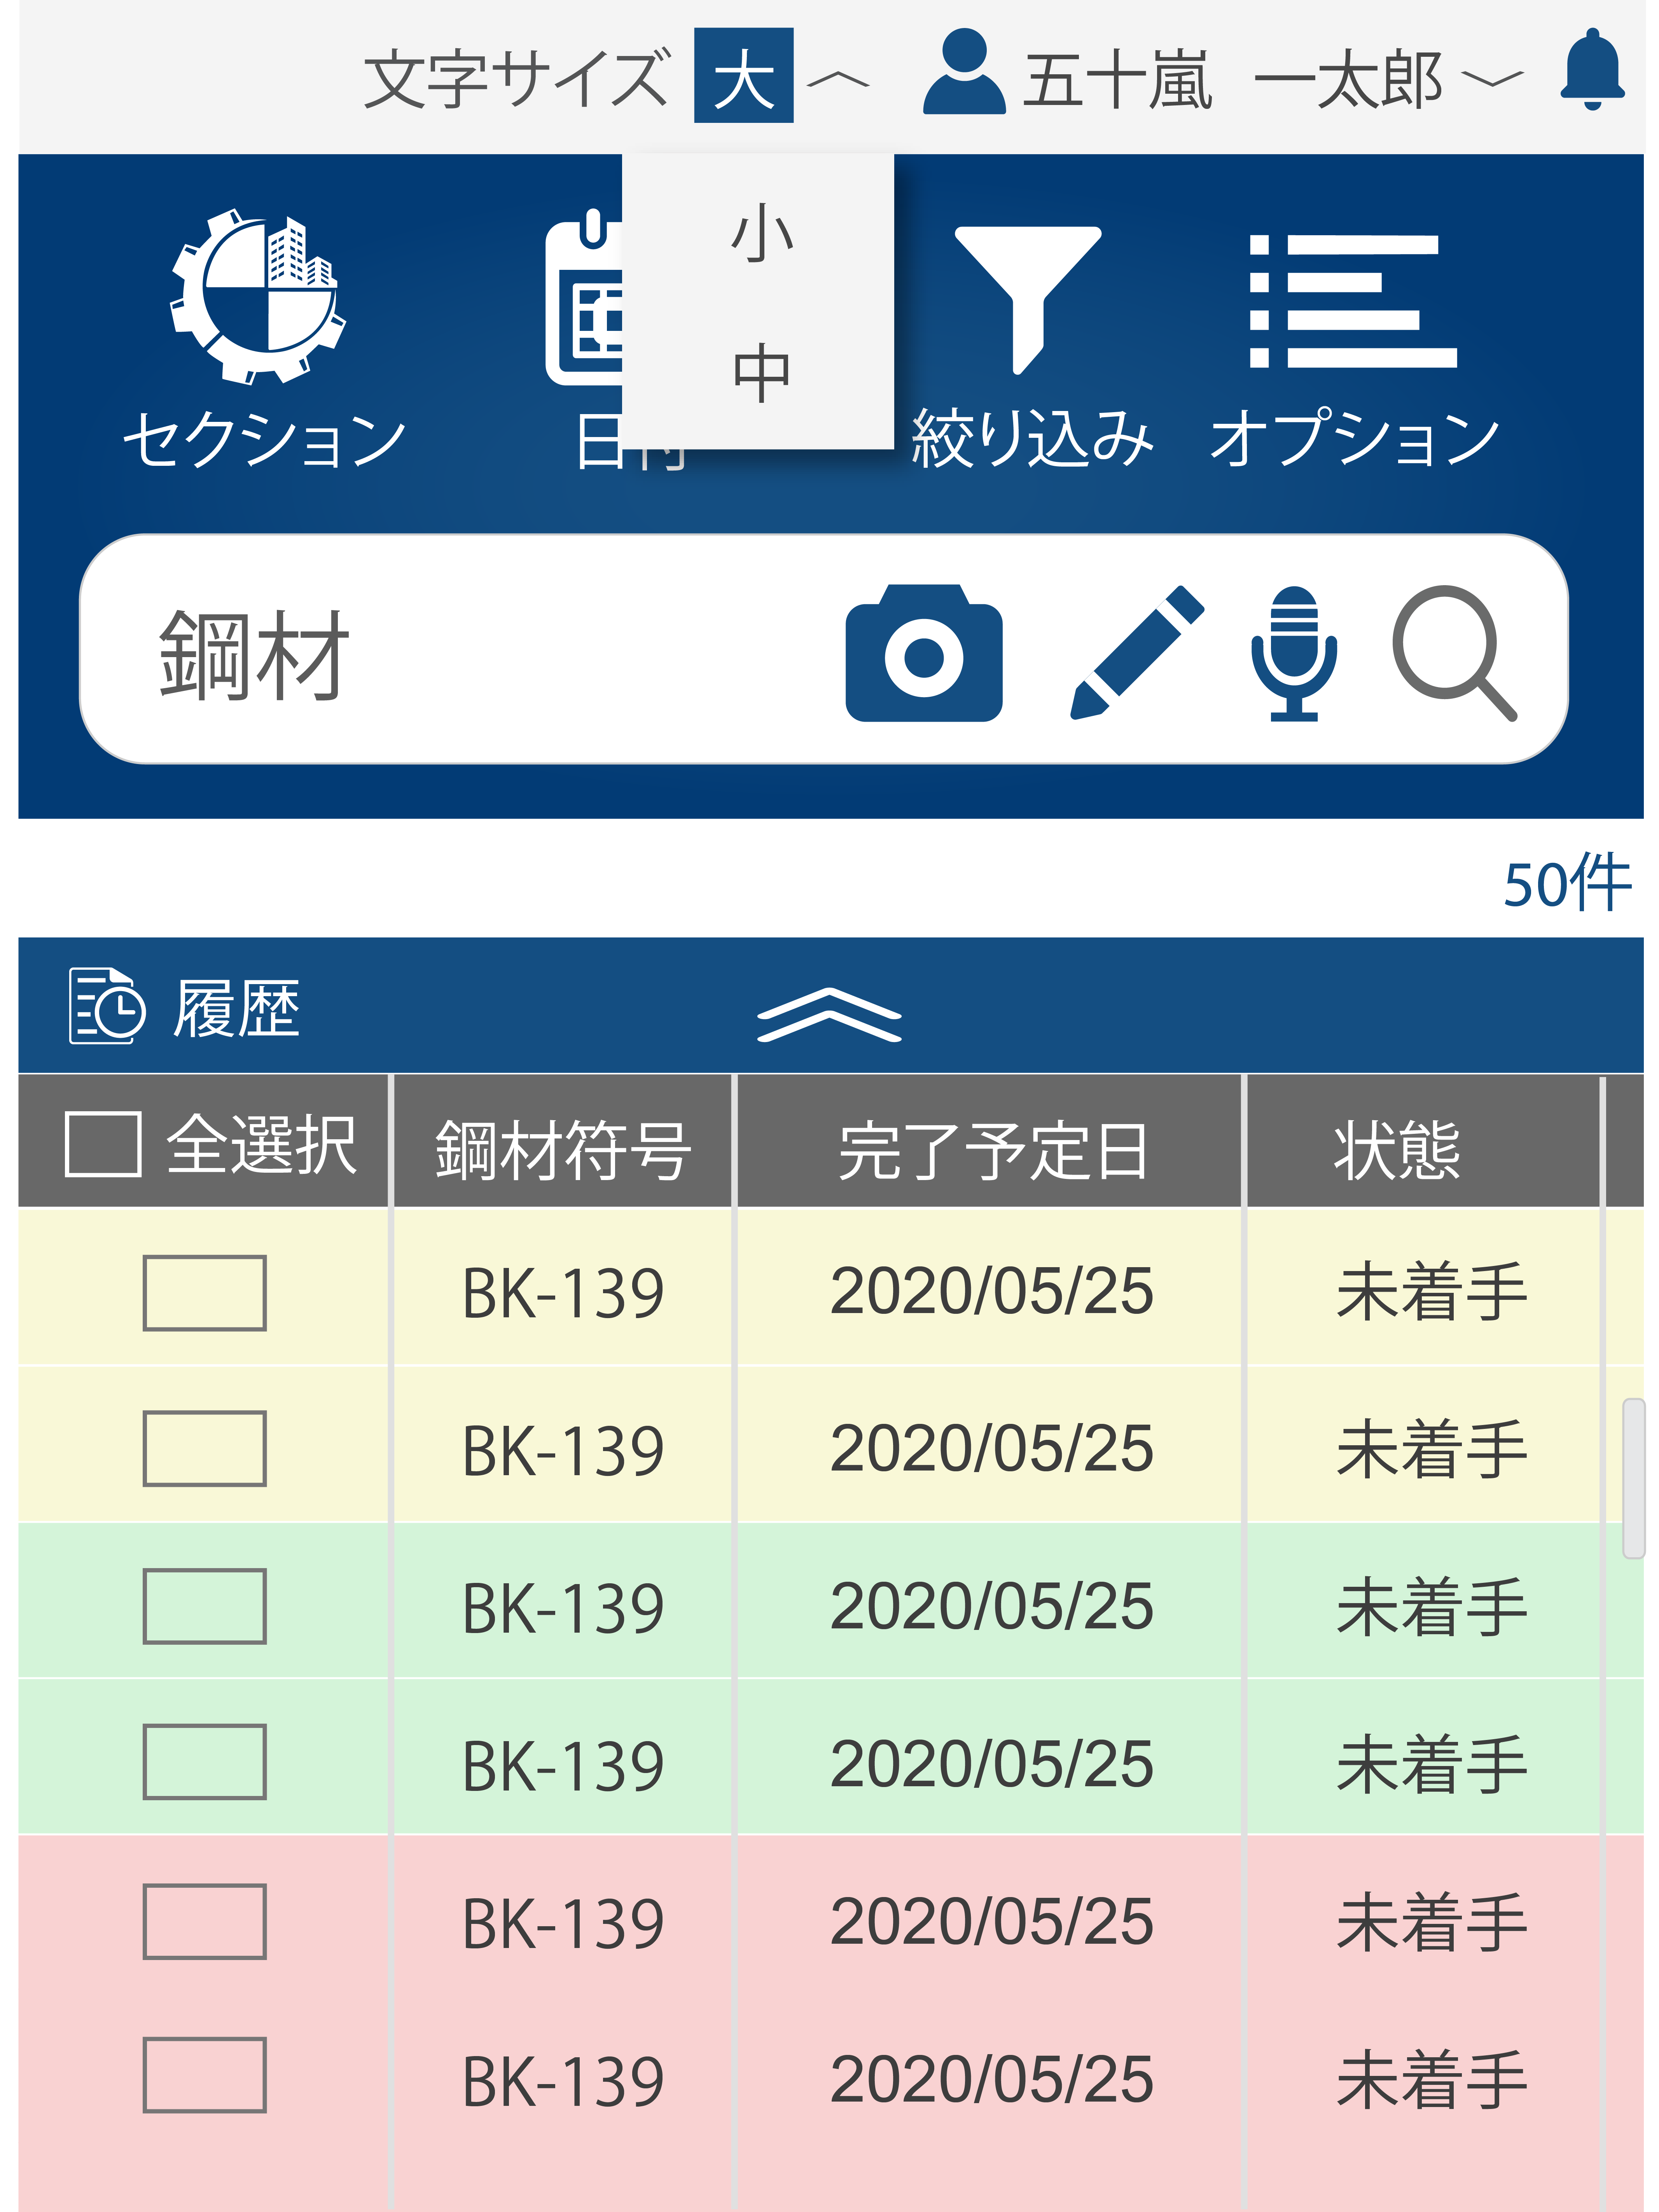 文字サイズ 大 五十嵐 一太郎
小
中
セクション 日 絞り込み オプション
鋼材
50件
履歴
全選択 鋼材符号 完了予定日 状態
BK-139 2020/05/25 未着手
BK-139 2020/05/25 未着手
BK-139 2020/05/25 未着手
BK-139 2020/05/25 未着手
BK-139 2020/05/25 未着手
BK-139 2020/05/25 未着手